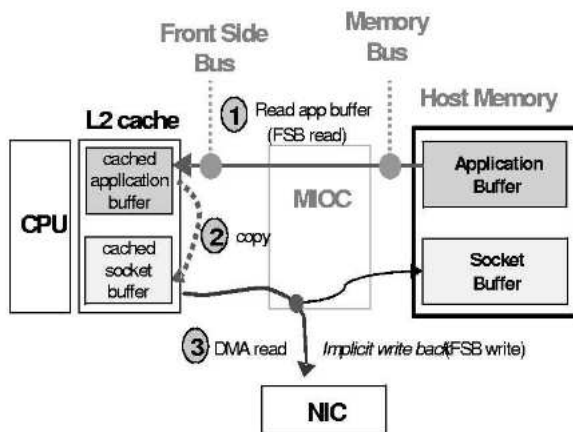 Front Side
Bus
Memory
Bus
1 Read app buffer
(FSB read)
Host Memory
L2 cache
cached
application
buffer
MIOC
Application
Buffer
CPU
2 copy
cached
socket
buffer
Socket
Buffer
3 DMA read
Implicit write back(FSB write)
NIC